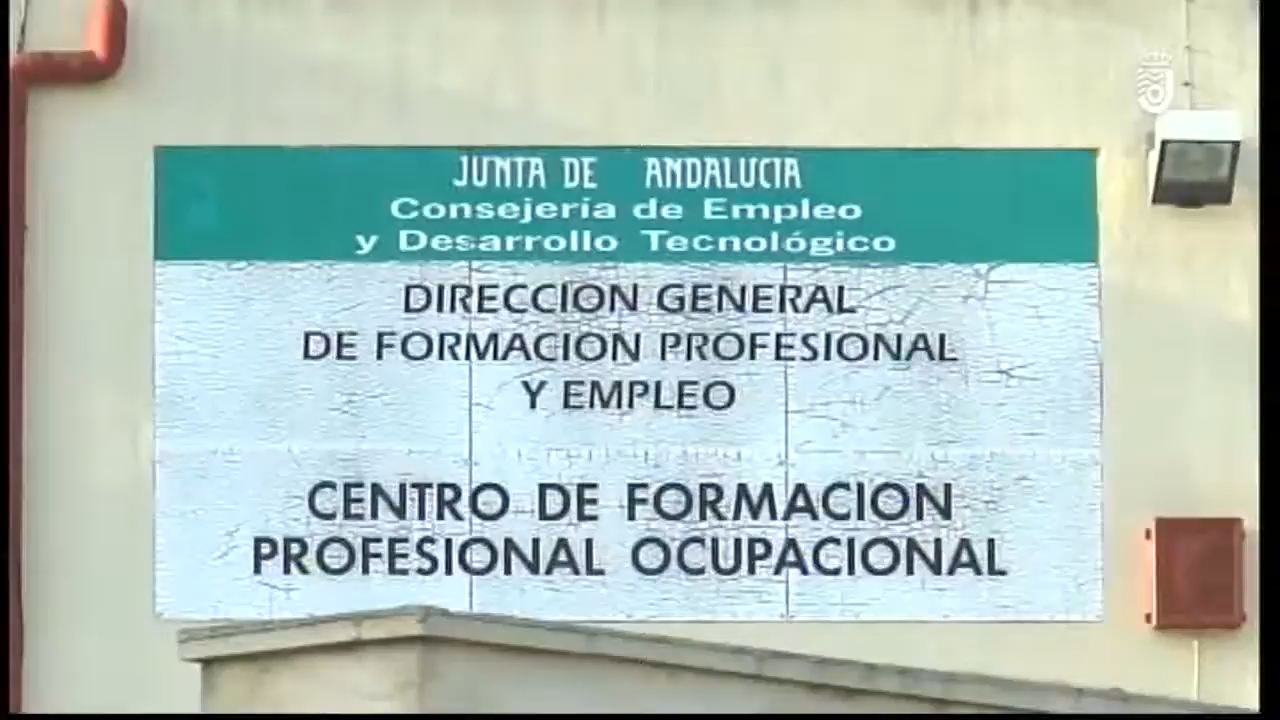 JUNTA DE ANDALUCIA
Consejería de Empleo
y Desarrollo Tecnológico
DIRECCION GENERAL
DE FORMACION PROFESIONAL
Y EMPLEO
CENTRO DE FORMACION
PROFESIONAL OCUPACIONAL